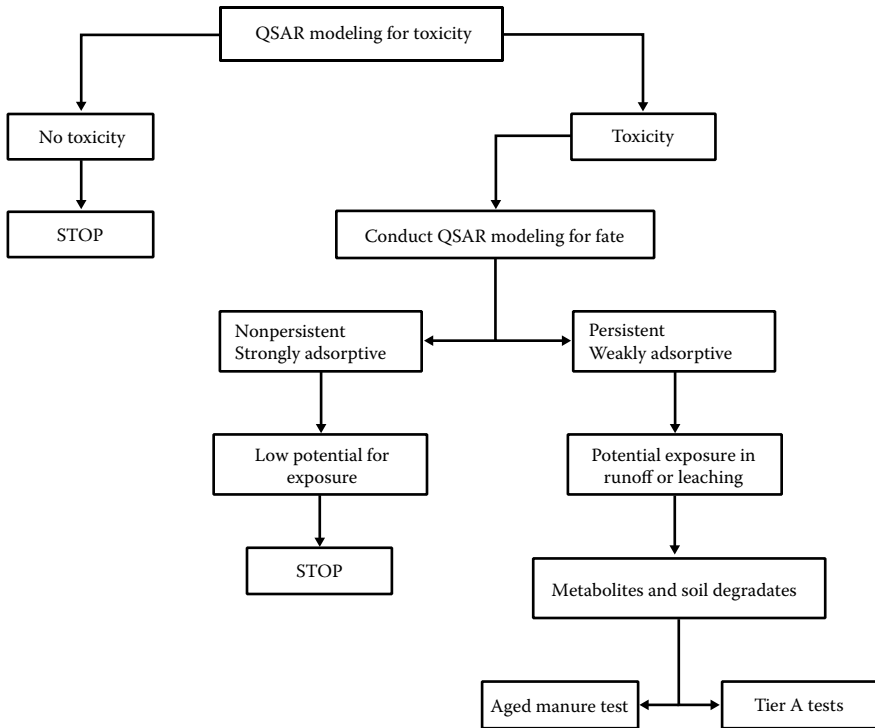 QSAR modeling for toxicity
No toxicity
Toxicity
STOP
Conduct QSAR modeling for fate
Nonpersistent
Strongly adsorptive
Persistent
Weakly adsorptive
Low potential for
exposure
Potential exposure in
runoff or leaching
STOP
Metabolites and soil degradates
Aged manure test
Tier A tests